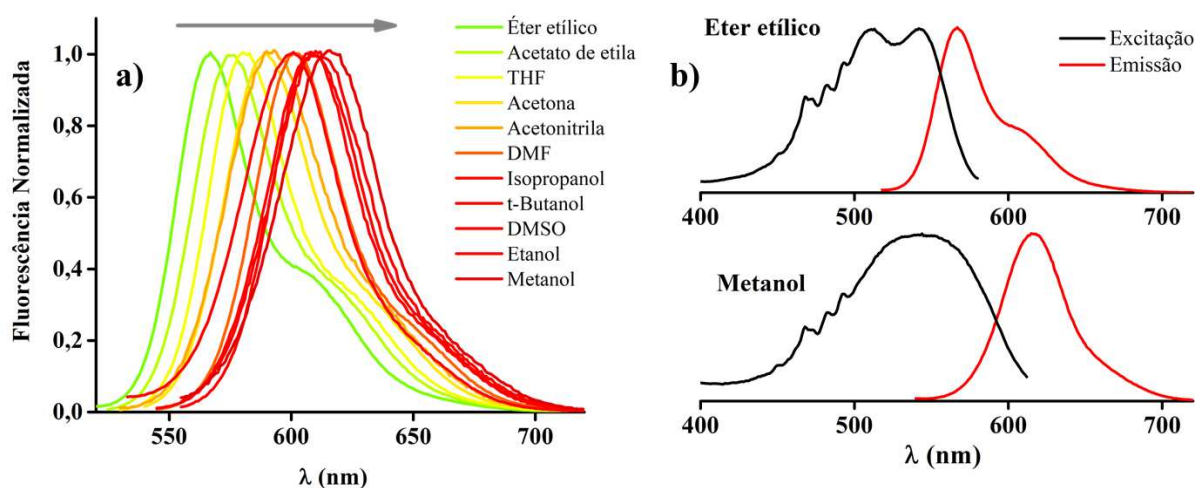 a)
Fluorescência Normalizada
1,0
0,8
0,6
0,4
0,2
0,0
550 600 650 700
λ (nm)
Éter etílico
Acetato de etila
THF
Acetona
Acetonitrila
DMF
Isopropanol
t-Butanol
DMSO
Etanol
Metanol
b)
Eter etílico
Excitação
Emissão
400 500 600 700
Metanol
400 500 600 700
λ (nm)